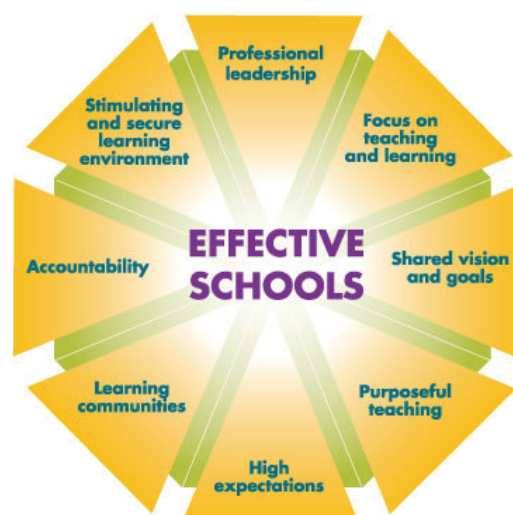 Professional
leadership
Stimulating
and secure
learning
environment
Focus on
teaching
and learning
EFFECTIVE
SCHOOLS
Accountability
Shared vision
and goals
Learning
communities
Purposeful
teaching
High
expectations